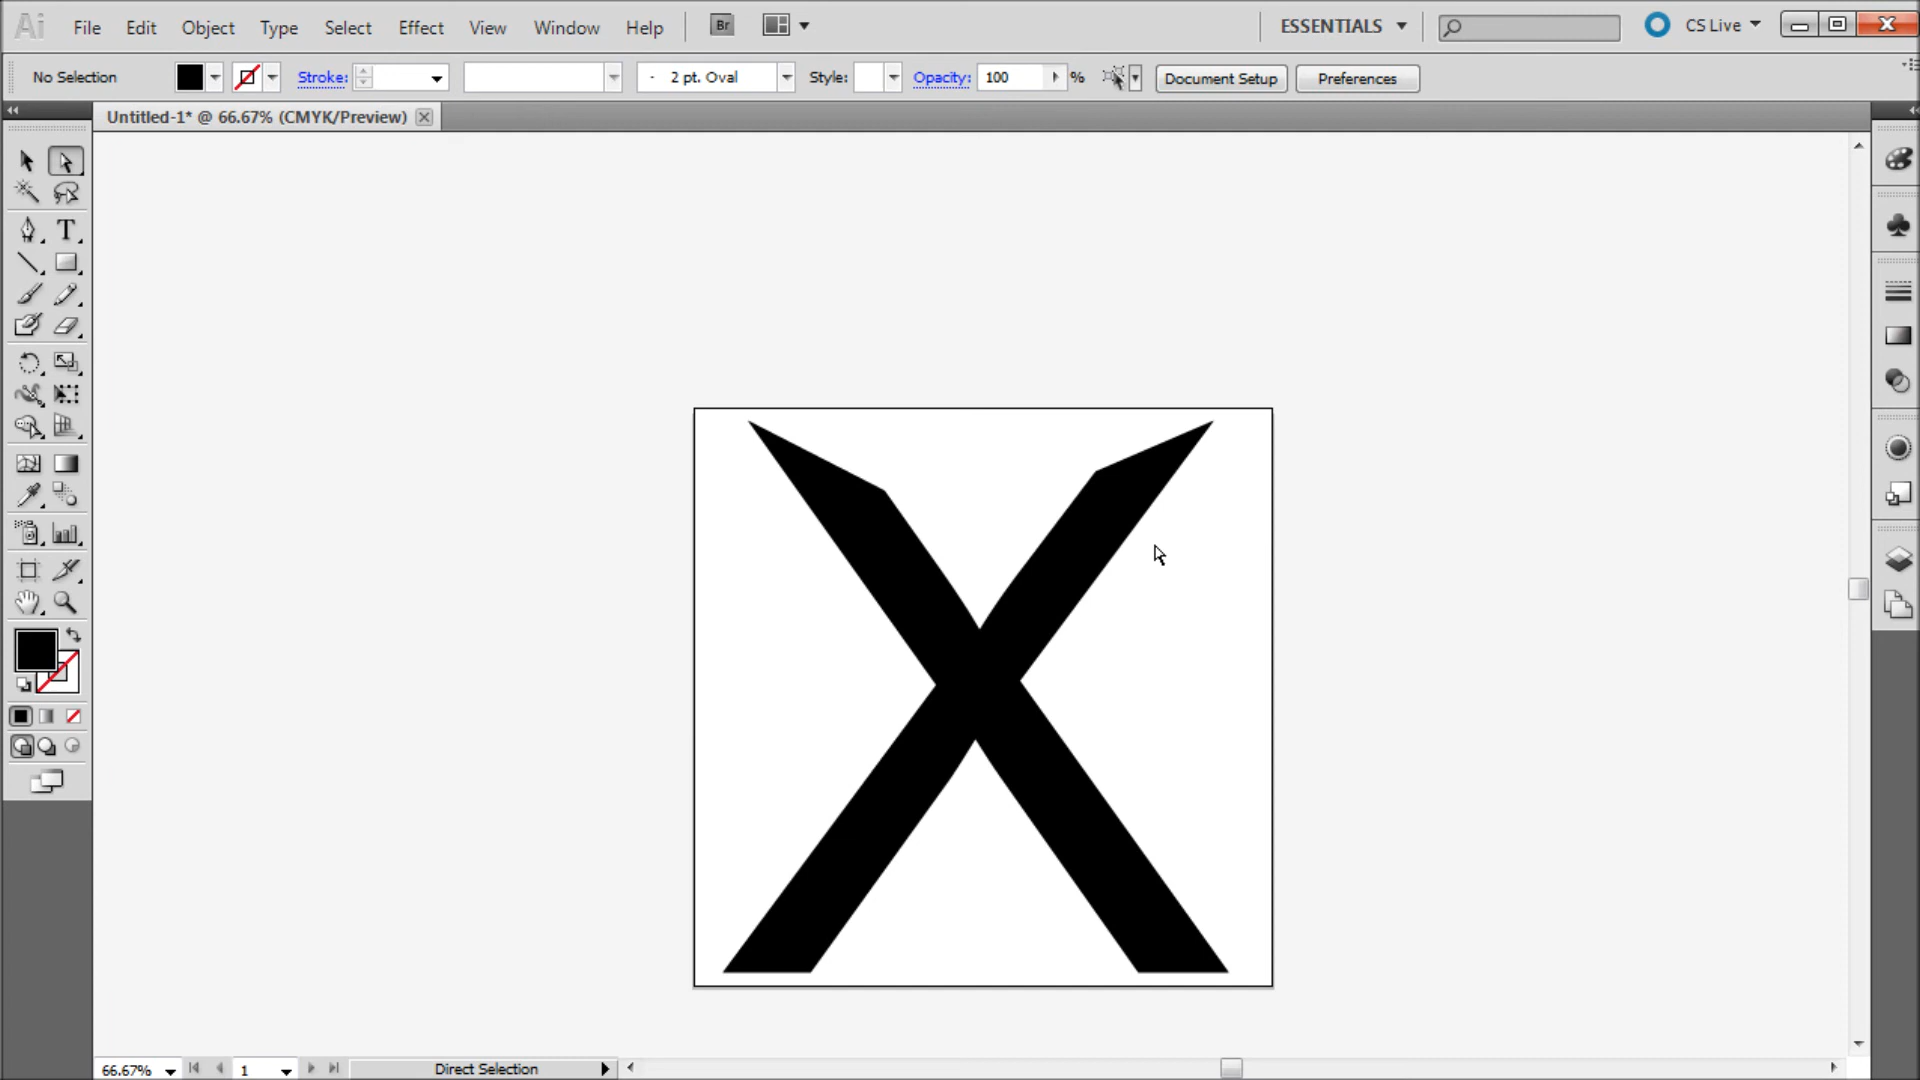 Ai File Edit Object Type Select Effect View Window Help Br ESSENTIALS CS Live
No Selection Stroke: 2 pt. Oval Style: Opacity: 100 % Document Setup Preferences
Untitled-1* @ 66.67% (CMYK/Preview)
T
X
66.67% 1 Direct Selection